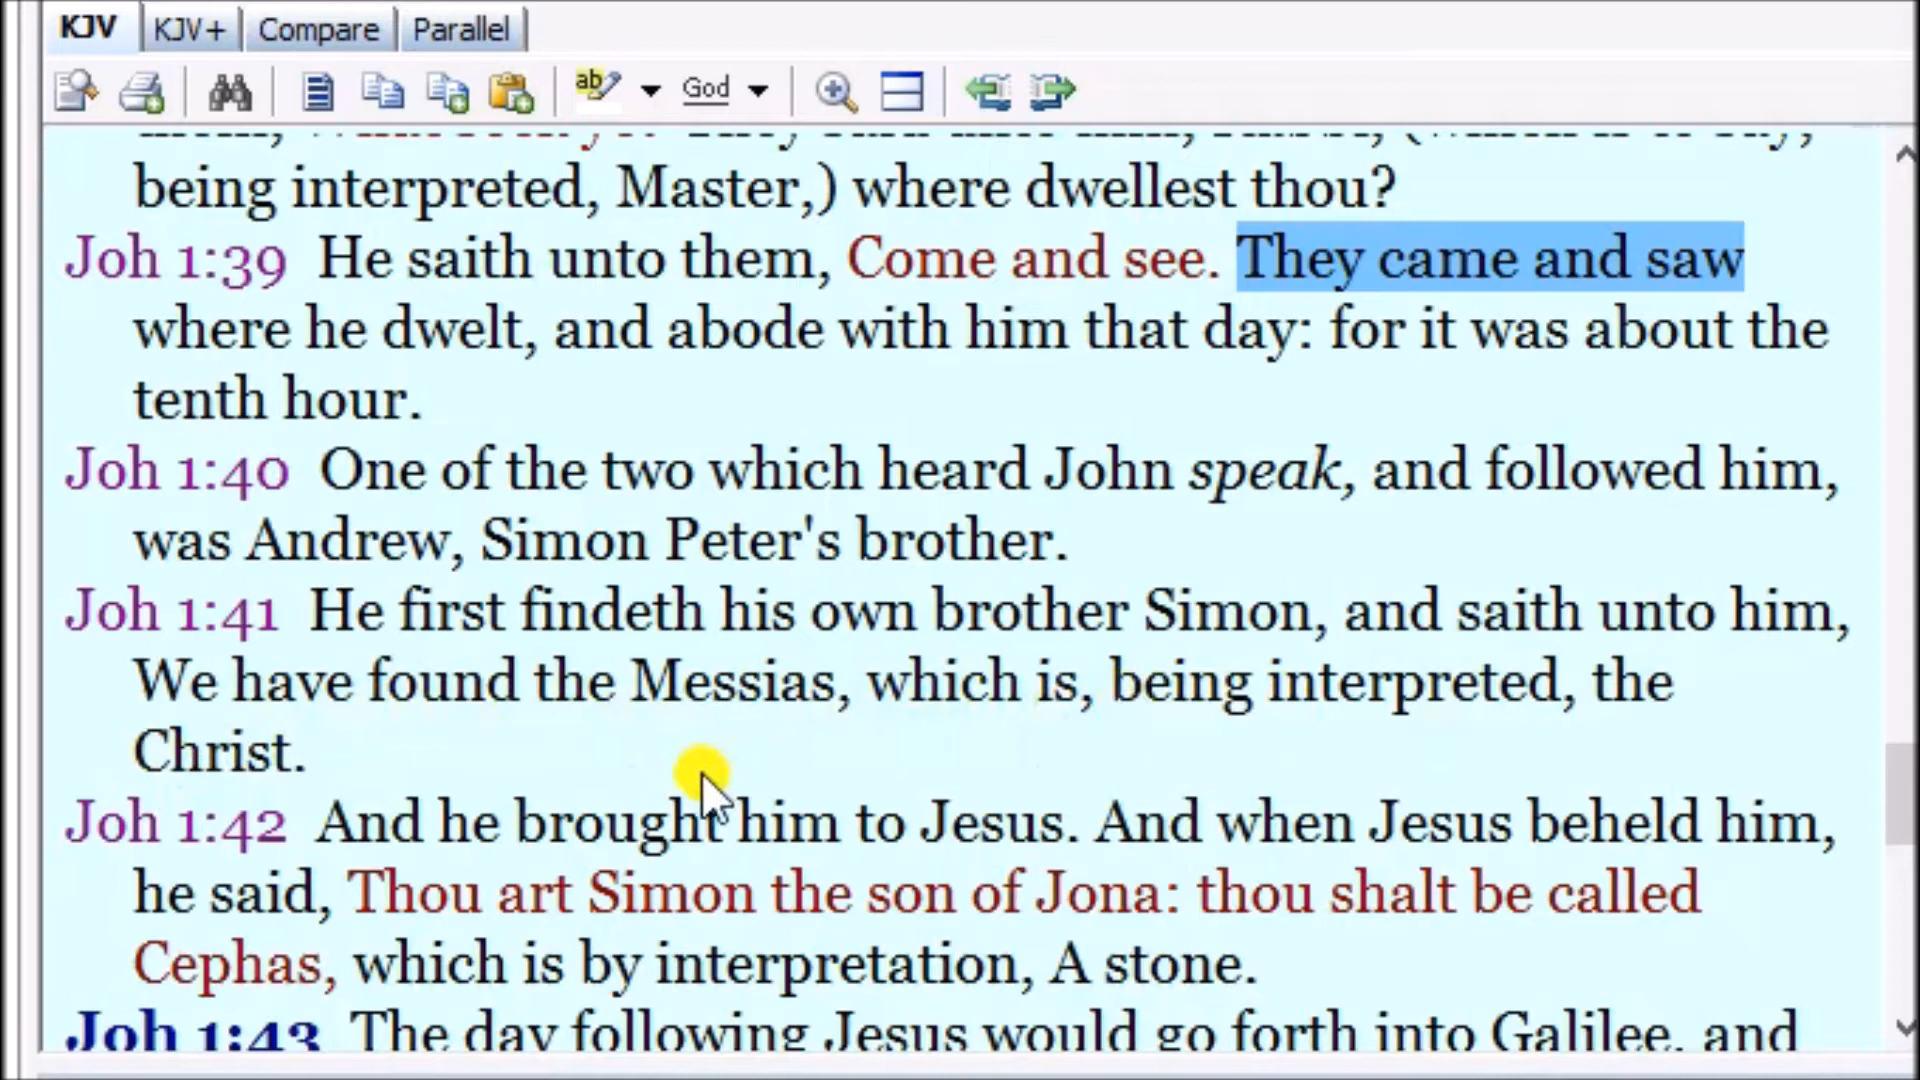 KJV KJV+ Compare Parallel
ab God
being interpreted, Master,) where dwellest thou?
Joh 1:39 He saith unto them, Come and see. They came and saw
where he dwelt, and abode with him that day: for it was about the
tenth hour.
Joh 1:40 One of the two which heard John speak, and followed him,
was Andrew, Simon Peter's brother.
Joh 1:41 He first findeth his own brother Simon, and saith unto him,
We have found the Messias, which is, being interpreted, the
Christ.
Joh 1:42 And he brought him to Jesus. And when Jesus beheld him,
he said, Thou art Simon the son of Jona: thou shalt be called
Cephas, which is by interpretation, A stone.
Joh 1:43 The day following Jesus would go forth into Galilee, and